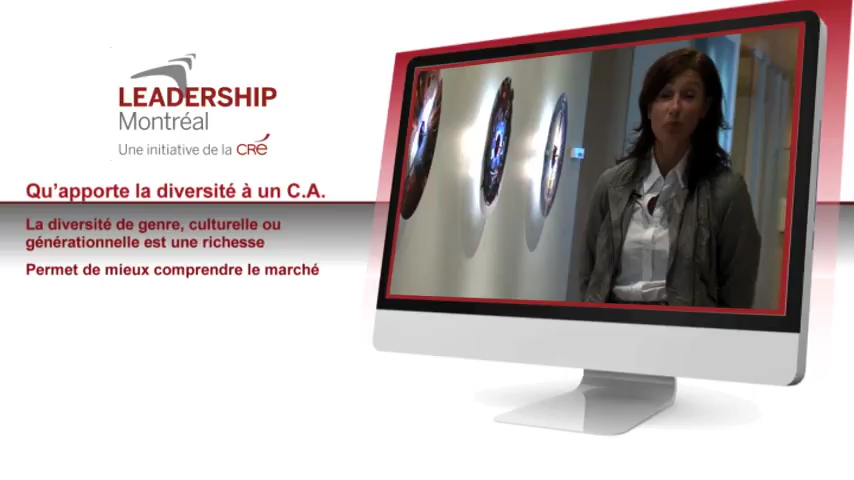 LEADERSHIP
Montréal
Une initiative de la CRé
Qu'apporte la diversité à un C.A.
La diversité de genre, culturelle ou
générationnelle est une richesse
Permet de mieux comprendre le marché